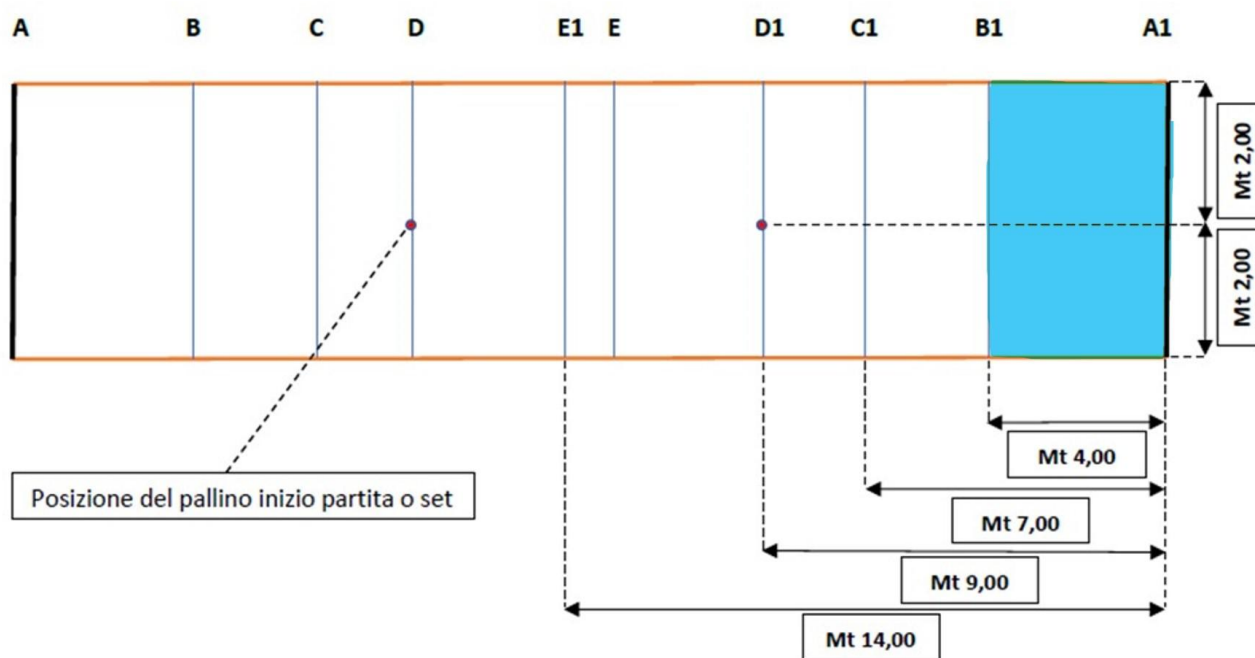 A B C D E1 E D1 C1 B1 A1
Mt 2,00
Mt 2,00
Mt 4,00
Posizione del pallino inizio partita o set
Mt 7,00
Mt 9,00
Mt 14,00